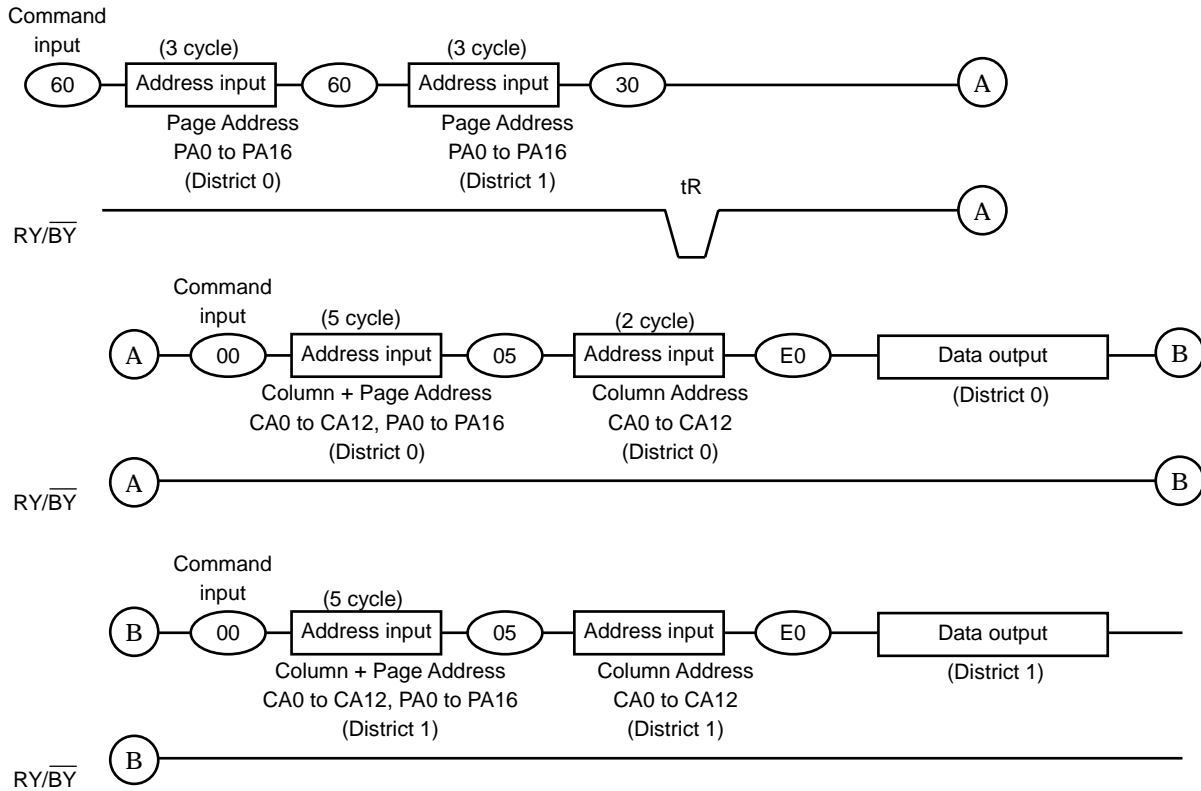 Command
input
(3 cycle) (3 cycle)
60 Address input 60 Address input 30 A
Page Address Page Address
PA0 to PA16 PA0 to PA16
(District 0) (District 1)
tR
RY/B̅Y̅ A
Command
input
(5 cycle) (2 cycle)
A 00 Address input 05 Address input E0 Data output B
Column + Page Address Column Address (District 0)
CA0 to CA12, PA0 to PA16 CA0 to CA12
(District 0) (District 0)
RY/B̅Y̅ A B
Command
input
(5 cycle)
B 00 Address input 05 Address input E0 Data output
Column + Page Address Column Address (District 1)
CA0 to CA12, PA0 to PA16 CA0 to CA12
(District 1) (District 1)
RY/B̅Y̅ B